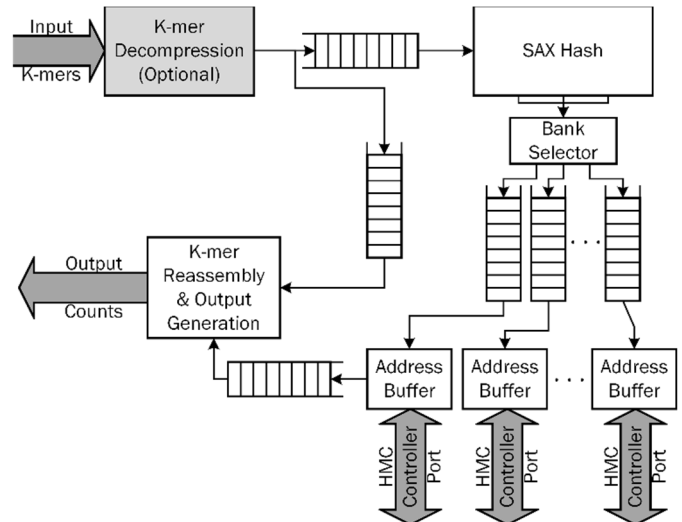 Input
K-mers
K-mer
Decompression
(Optional)
SAX Hash
Bank
Selector
Output
Counts
K-mer
Reassembly
& Output
Generation
Address
Buffer
Address
Buffer
Address
Buffer
HMC
Controller
Port
HMC
Controller
Port
HMC
Controller
Port